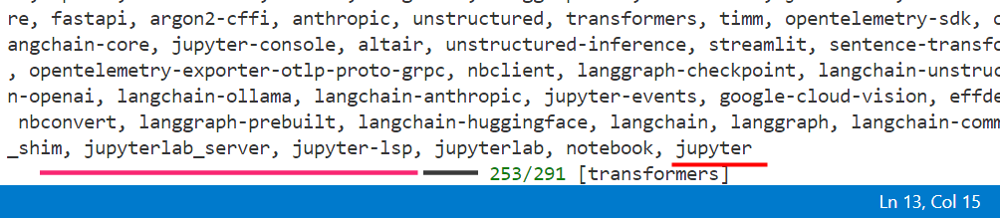 re, fastapi, argon2-cffi, anthropic, unstructured, transformers, timm, opentelemetry-sdk,
angchain-core, jupyter-console, altair, unstructured-inference, streamlit, sentence-transfo
, opentelemetry-exporter-otlp-proto-grpc, nbclient, langgraph-checkpoint, langchain-unstruc
n-openai, langchain-ollama, langchain-anthropic, jupyter-events, google-cloud-vision, effde
nbconvert, langgraph-prebuilt, langchain-huggingface, langchain, langgraph, langchain-comm
_shim, jupyterlab_server, jupyter-lsp, jupyterlab, notebook, jupyter
253/291 [transformers]
Ln 13, Col 15